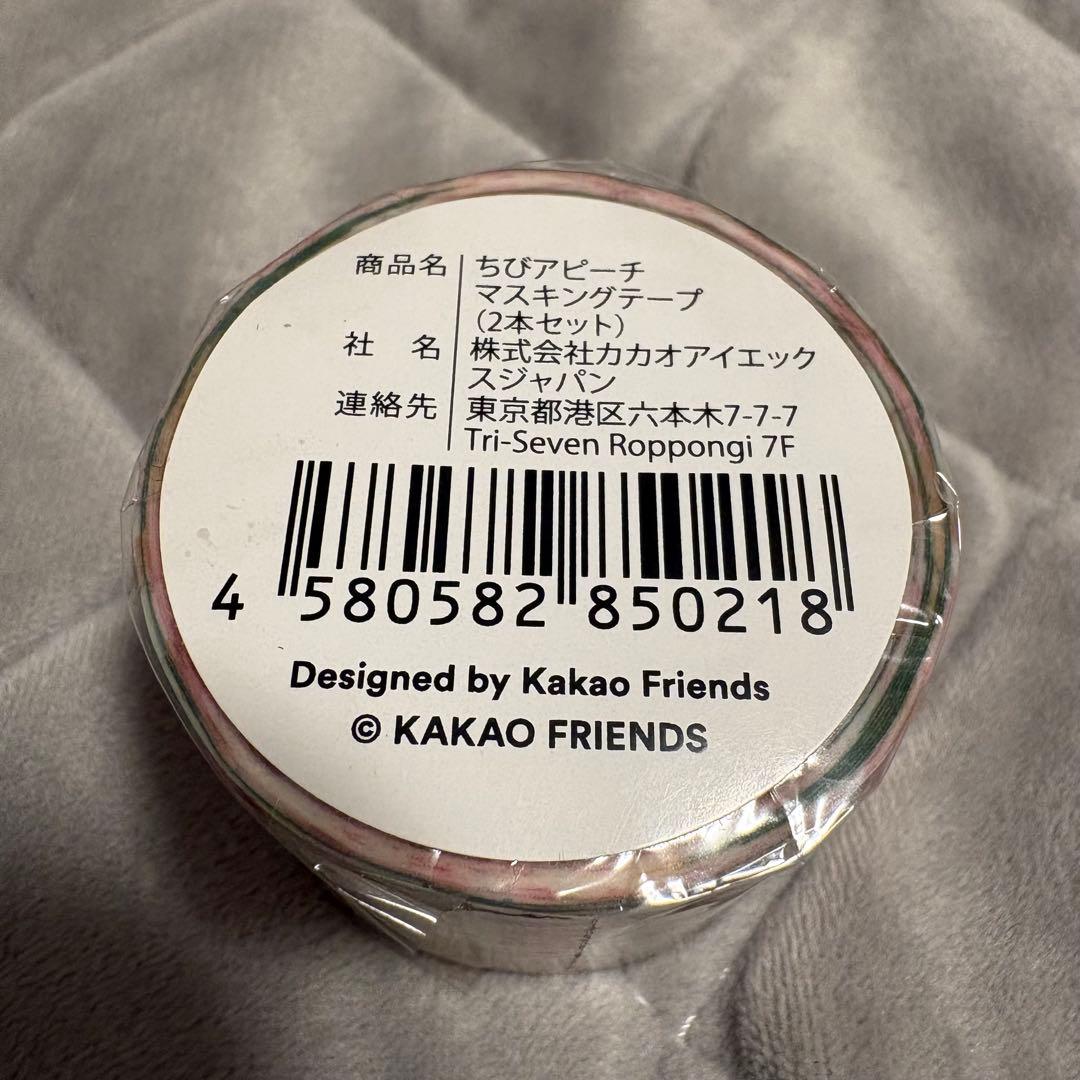 商品名 ちびアピーチ
マスキングテープ
(2本セット)
社 名 株式会社カカオアイエック
スジャパン
連絡先 東京都港区六本木7-7-7
Tri-Seven Roppongi 7F
4 580582 850218
Designed by Kakao Friends
© KAKAO FRIENDS